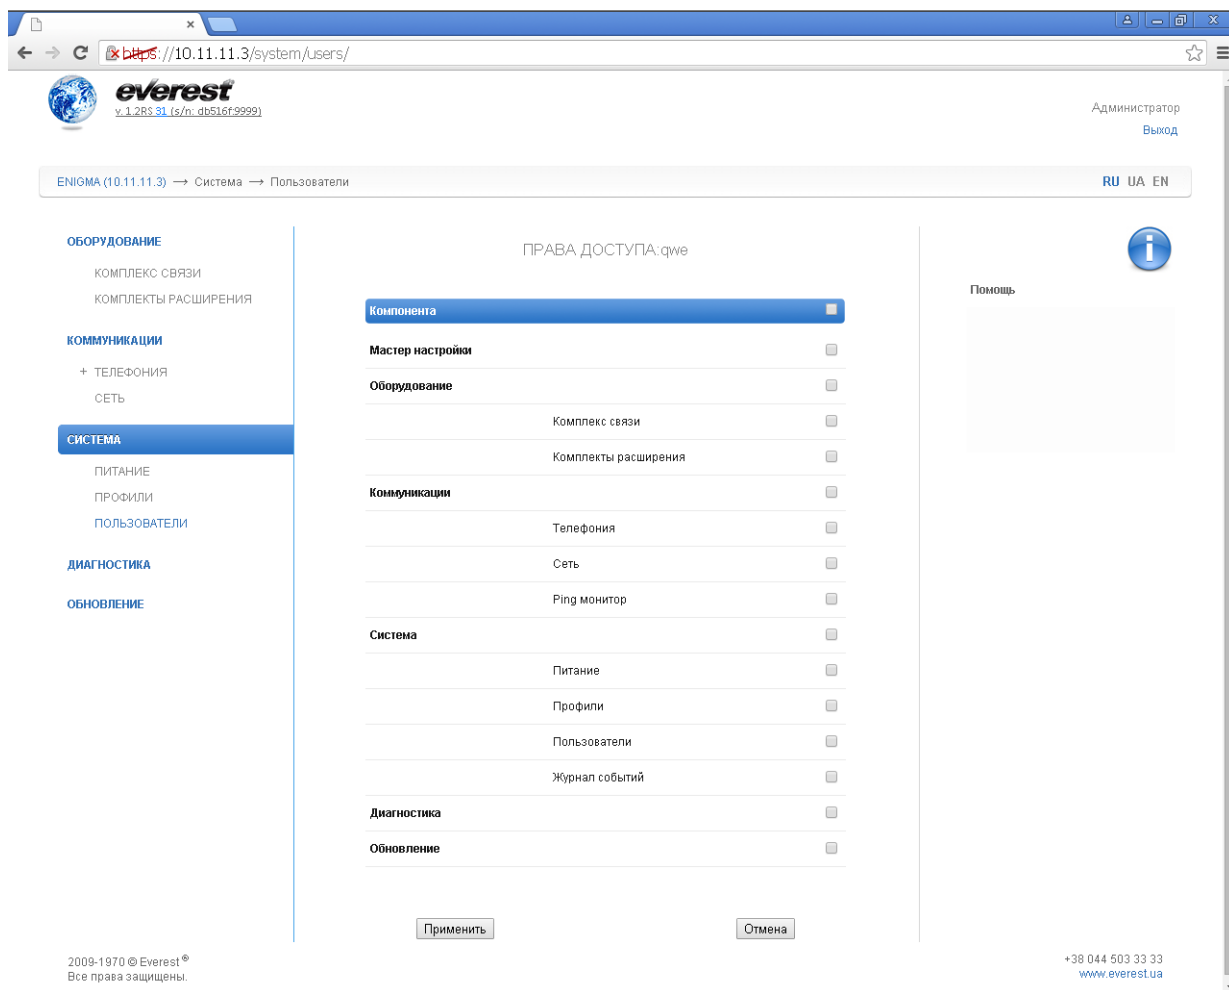 https://10.11.11.3/system/users/
everest
v. 1.2RS 31 (s/n: db516f:9999)
Администратор
Выход
ENIGMA (10.11.11.3) → Система → Пользователи
RU UA EN
ОБОРУДОВАНИЕ
КОМПЛЕКС СВЯЗИ
КОМПЛЕКТЫ РАСШИРЕНИЯ
КОММУНИКАЦИИ
+ ТЕЛЕФОНИЯ
СЕТЬ
СИСТЕМА
ПИТАНИЕ
ПРОФИЛИ
ПОЛЬЗОВАТЕЛИ
ДИАГНОСТИКА
ОБНОВЛЕНИЕ
ПРАВА ДОСТУПА:qwe
Компонента
Мастер настройки
Оборудование
Комплекс связи
Комплекты расширения
Коммуникации
Телефония
Сеть
Ping монитор
Система
Питание
Профили
Пользователи
Журнал событий
Диагностика
Обновление
Применить
Отмена
Помощь
2009-1970 © Everest ®
Все права защищены.
+38 044 503 33 33
www.everest.ua